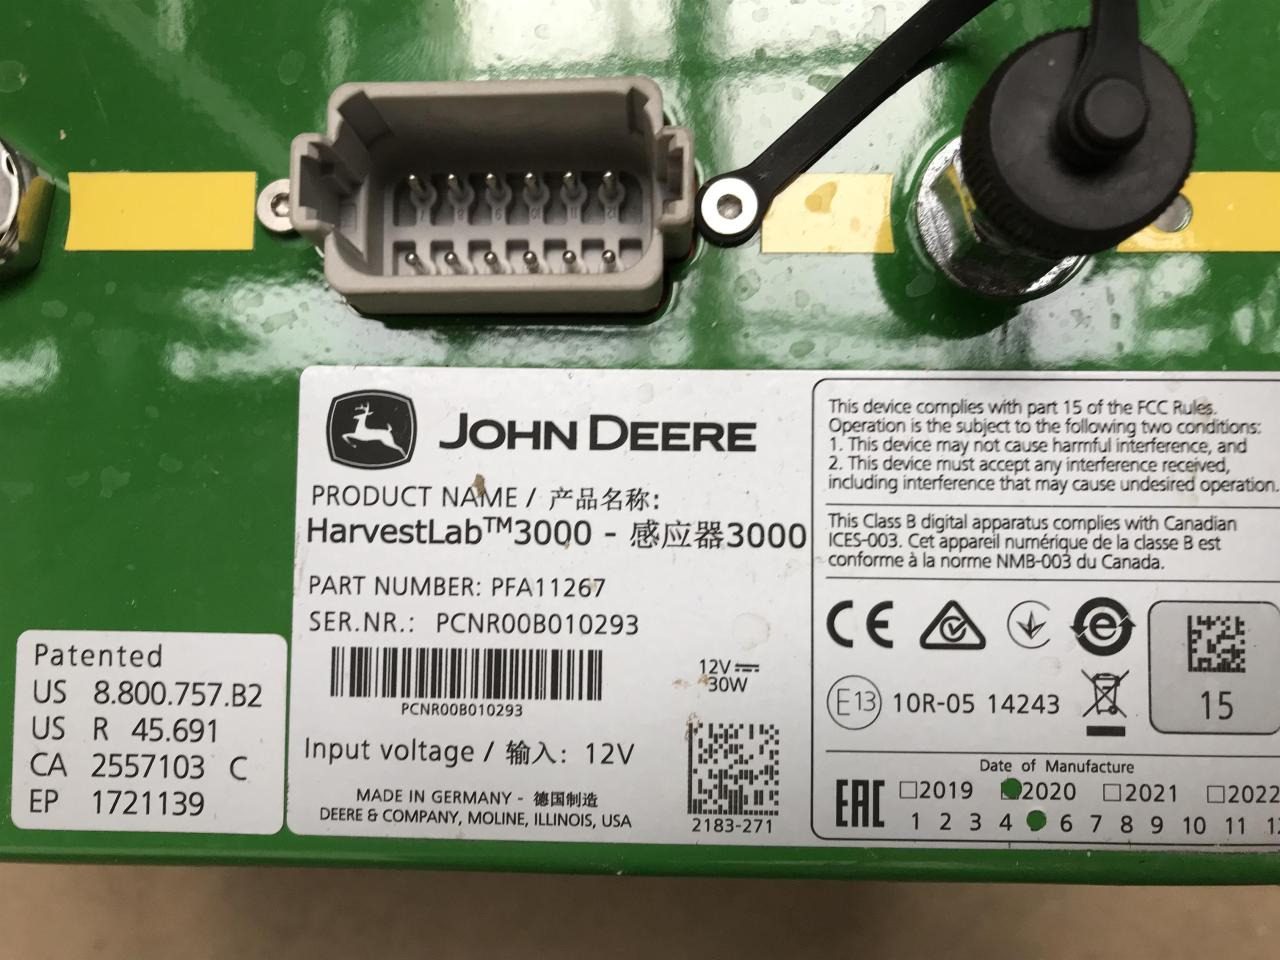 7 8 9 10 11 12
JOHN DEERE
PRODUCT NAME / 产品名称:
HarvestLab™3000 - 感应器3000
PART NUMBER: PFA11267
SER.NR.: PCNR00B010293
PCNR00B010293
12V
30W
Input voltage / 输入: 12V
MADE IN GERMANY - 德国制造
DEERE & COMPANY, MOLINE, ILLINOIS, USA
2183-271
Patented
US 8.800.757.B2
US R 45.691
CA 2557103 C
EP 1721139
This device complies with part 15 of the FCC Rules.
Operation is the subject to the following two conditions:
1. This device may not cause harmful interference, and
2. This device must accept any interference received,
including interference that may cause undesired operation.
This Class B digital apparatus complies with Canadian
ICES-003. Cet appareil numérique de la classe B est
conforme à la norme NMB-003 du Canada.
CE
E13 10R-05 14243
15
Date of Manufacture
EAC
2019 2020 2021 2022
1 2 3 4 6 7 8 9 10 11